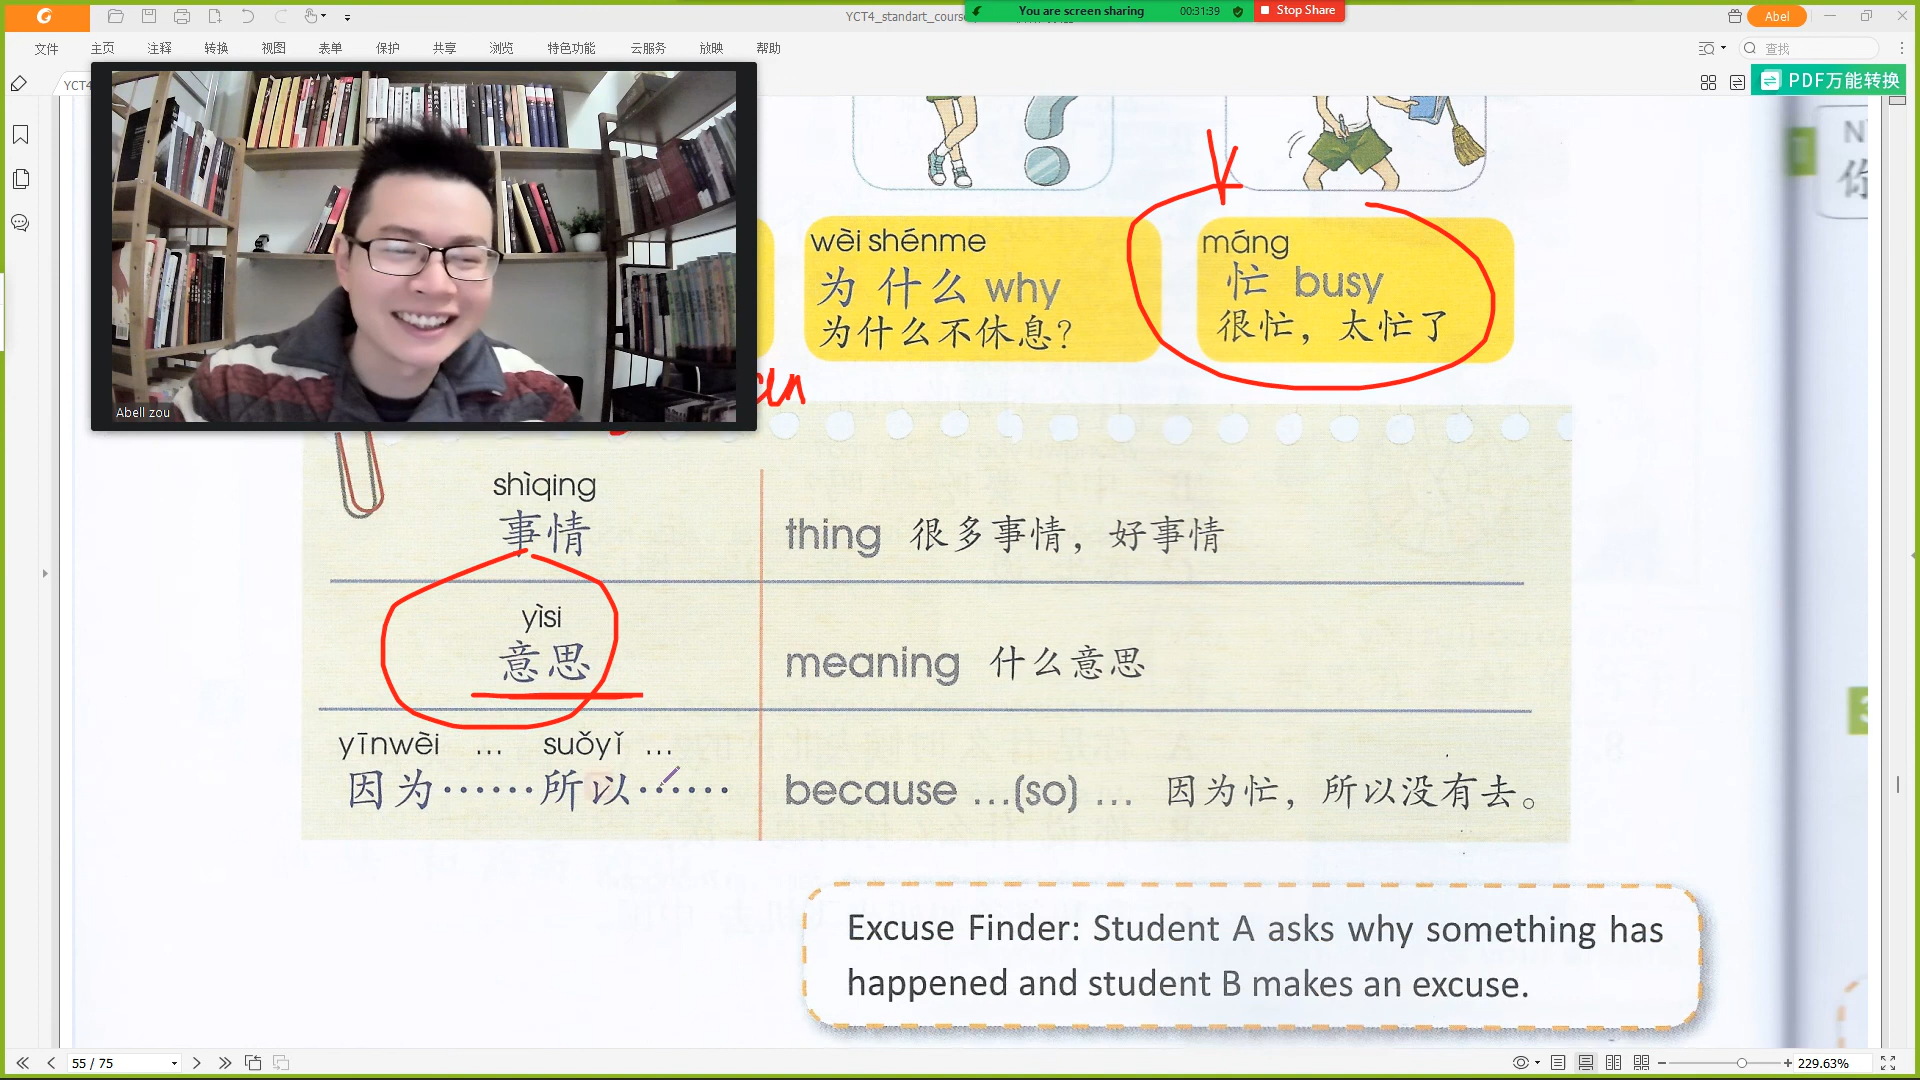 YCT4_standart_course
You are screen sharing
00:31:39
Stop Share
Abel
文件
主页
注释
转换
视图
表单
保护
共享
浏览
特色功能
云服务
放映
帮助
查找
YCT4
PDF万能转换
Abell zou
wèi shénme
为 什么 why
为什么不休息?
máng
忙 busy
很忙，太忙了
shìqing
事情
thing 很多事情，好事情
yìsi
意思
meaning 什么意思
yīnwèi ... suǒyǐ ...
因为……所以……
because ...(so) ... 因为忙，所以没有去。
Excuse Finder: Student A asks why something has
happened and student B makes an excuse.
55 / 75
229.63%